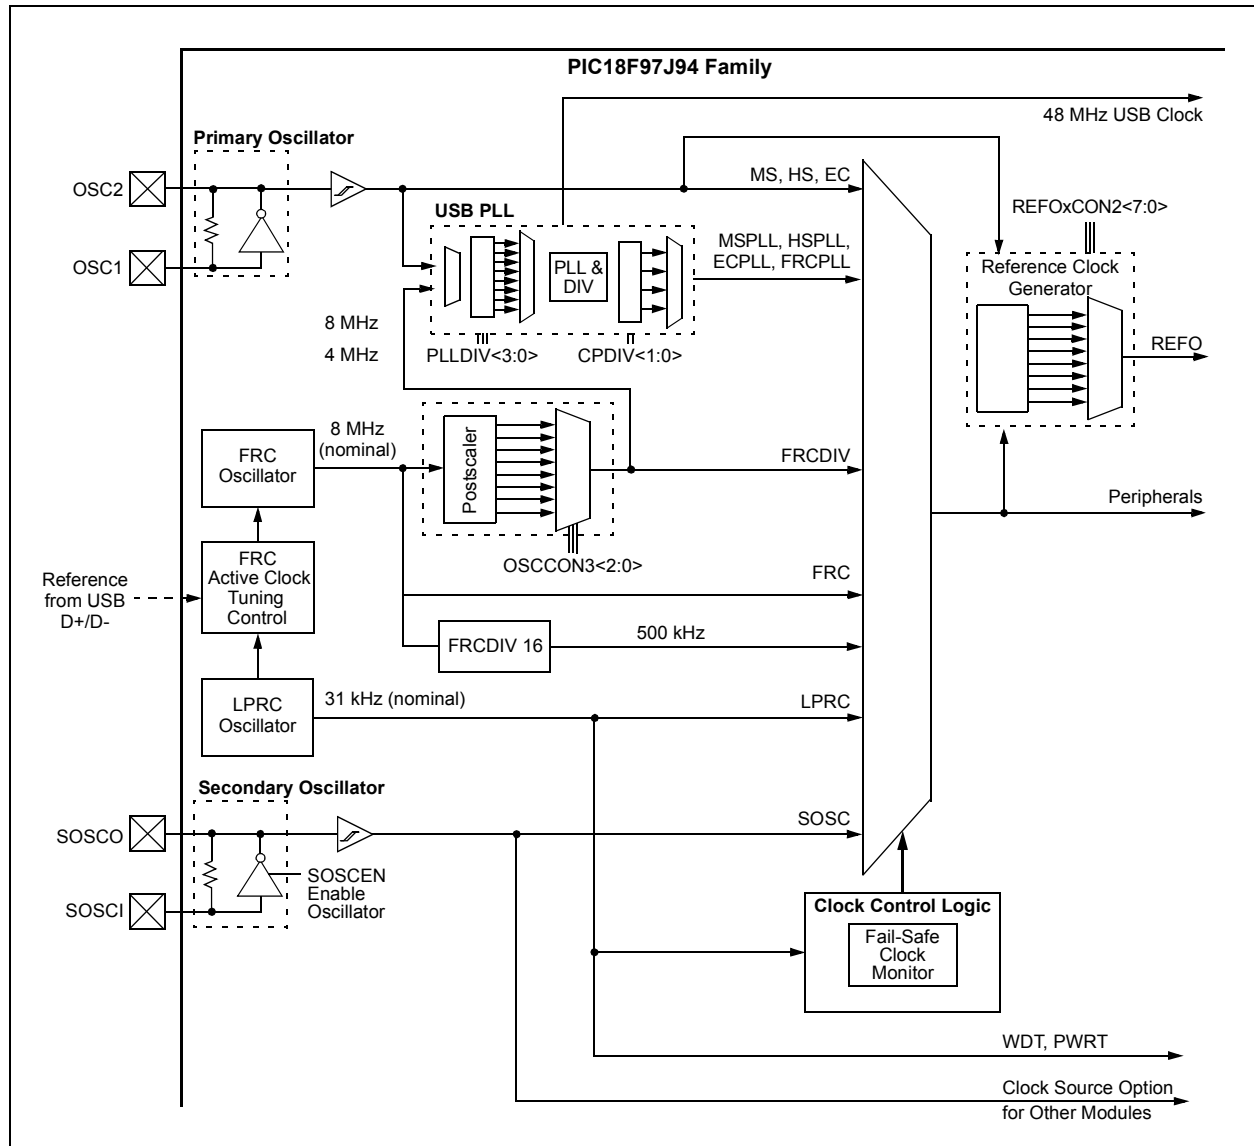 PIC18F97J94 Family
48 MHz USB Clock
Primary Oscillator
OSC2
OSC1
MS, HS, EC
USB PLL
PLL &
DIV
MSPLL, HSPLL,
ECPLL, FRCPLL
REFOxCON2<7:0>
Reference Clock
Generator
REFO
8 MHz
4 MHz
PLLDIV<3:0>
CPDIV<1:0>
FRC
Oscillator
8 MHz
(nominal)
Postscaler
FRCDIV
OSCCON3<2:0>
Peripherals
Reference
from USB
D+/D-
FRC
Active Clock
Tuning
Control
FRC
FRCDIV 16
500 kHz
LPRC
Oscillator
31 kHz (nominal)
LPRC
Secondary Oscillator
SOSCO
SOSCI
SOSCEN
Enable
Oscillator
SOSC
Clock Control Logic
Fail-Safe
Clock
Monitor
WDT, PWRT
Clock Source Option
for Other Modules